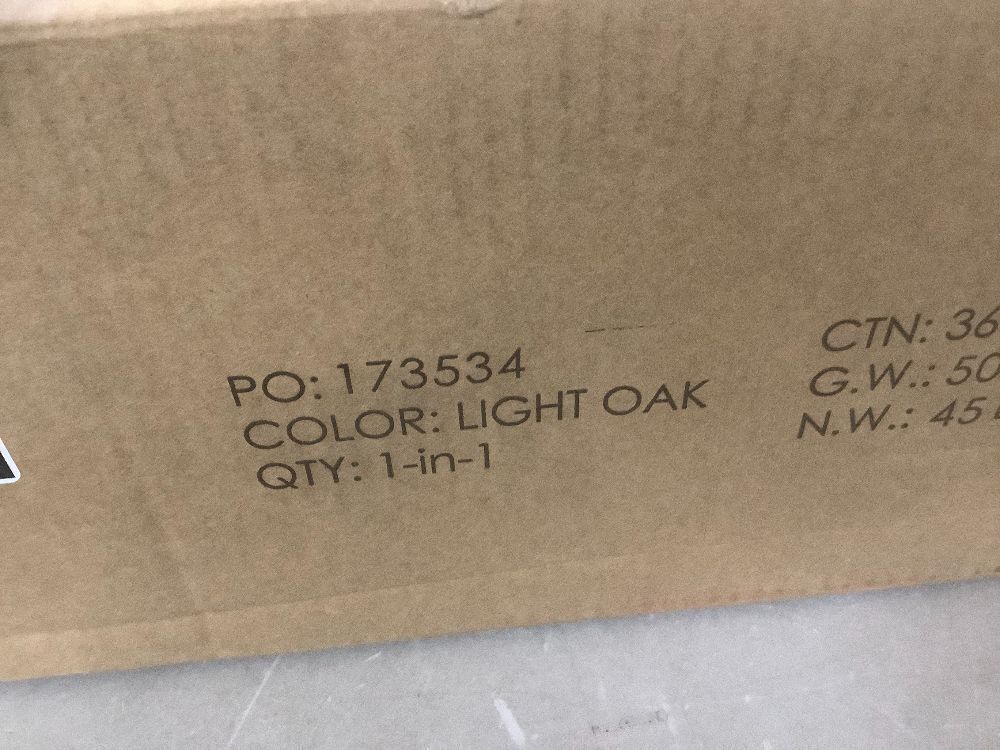 PO: 173534
COLOR: LIGHT OAK
QTY: 1-in-1
CTN: 36
G.W.: 50
N.W.: 45